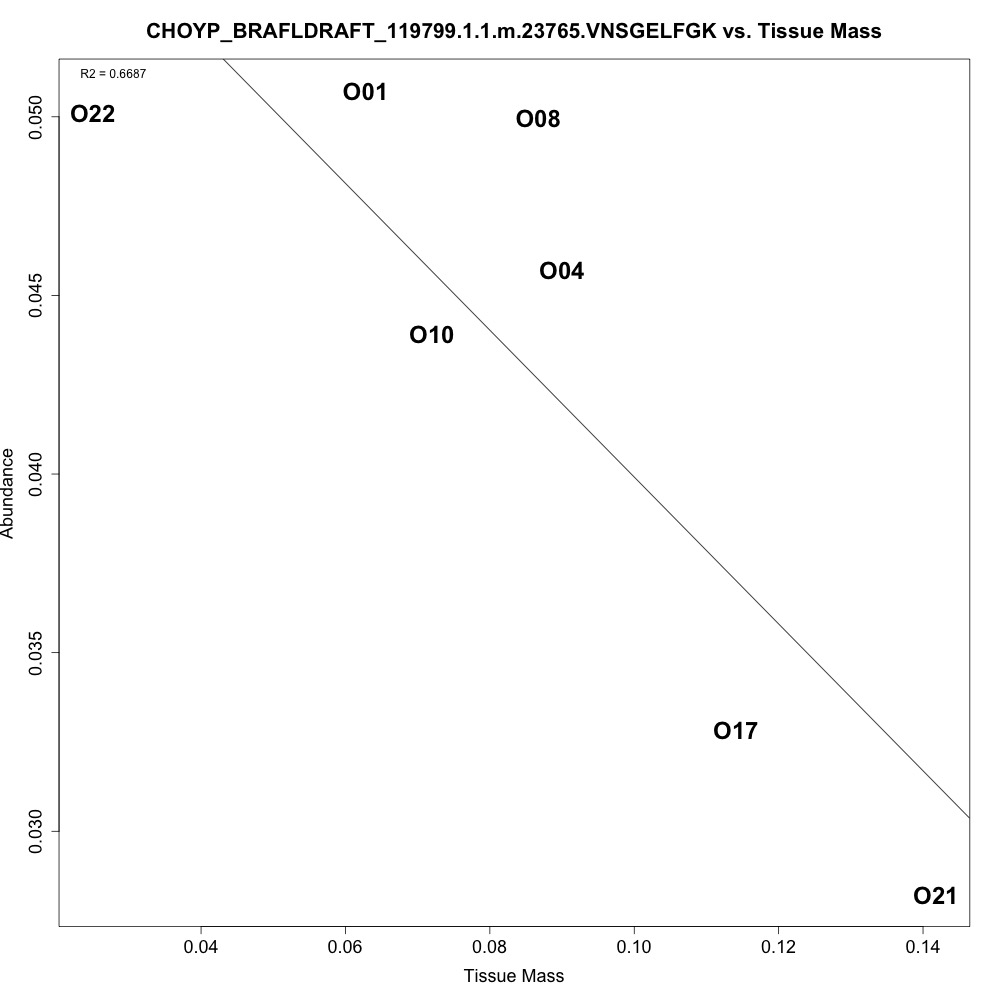 CHOYP_BRAFLDRAFT_119799.1.1.m.23765.VNSGELFGK vs. Tissue Mass
R2 = 0.6687
O01
O22
O08
O04
O10
O17
O21
0.050
0.045
0.040
0.035
0.030
Abundance
0.04 0.06 0.08 0.10 0.12 0.14
Tissue Mass